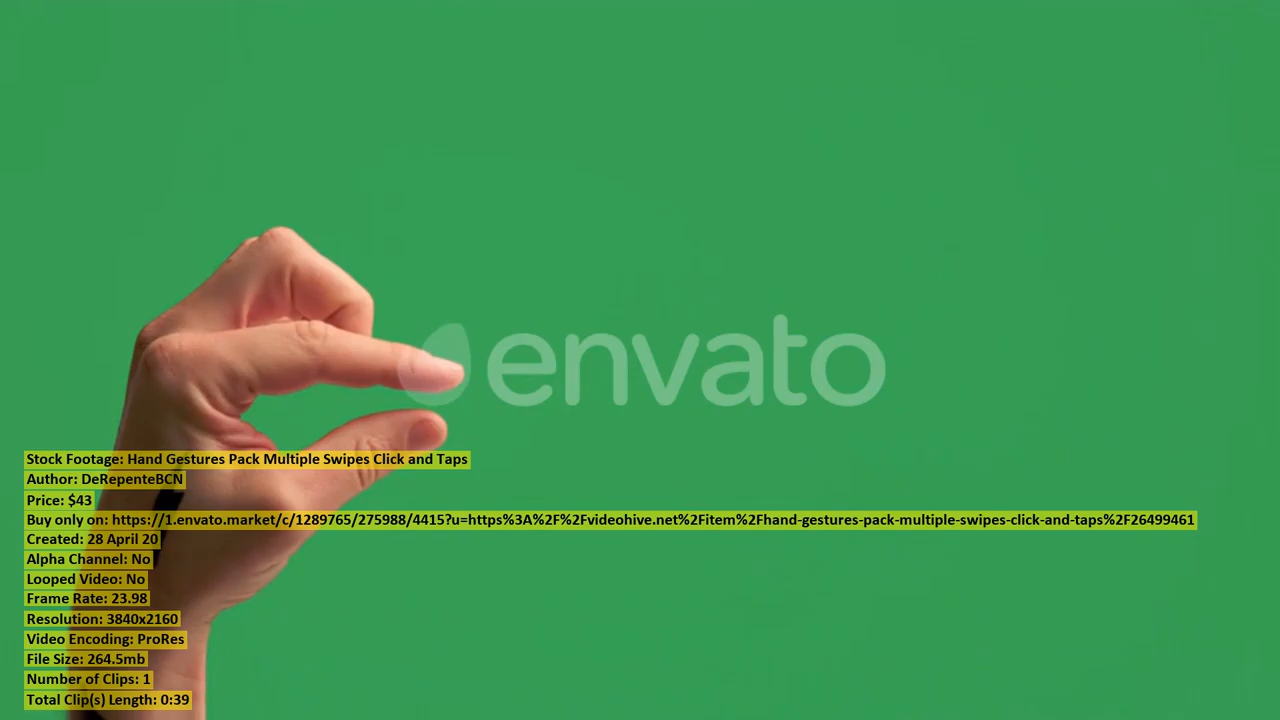 envato
Stock Footage: Hand Gestures Pack Multiple Swipes Click and Taps
Author: DeRepenteBCN
Price: $43
Buy only on: https://1.envato.market/c/1289765/275988/4415?u=https%3A%2F%2Fvideohive.net%2Fitem%2Fhand-gestures-pack-multiple-swipes-click-and-taps%2F26499461
Created: 28 April 20
Alpha Channel: No
Looped Video: No
Frame Rate: 23.98
Resolution: 3840x2160
Video Encoding: ProRes
File Size: 264.5mb
Number of Clips: 1
Total Clip(s) Length: 0:39